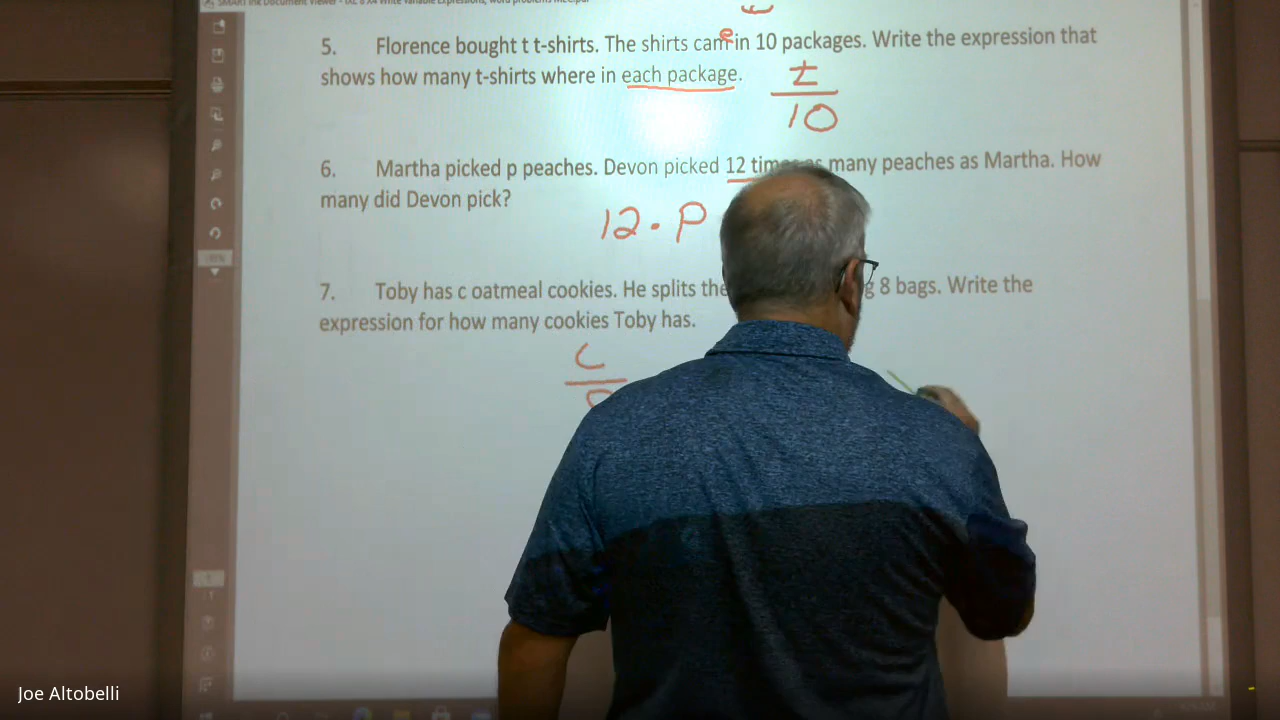 5. Florence bought t t-shirts. The shirts came in 10 packages. Write the expression that
shows how many t-shirts where in each package.
t
10
6. Martha picked p peaches. Devon picked 12 times as many peaches as Martha. How
many did Devon pick?
12 · p
7. Toby has c oatmeal cookies. He splits the 8 bags. Write the
expression for how many cookies Toby has.
c
Joe Altobelli